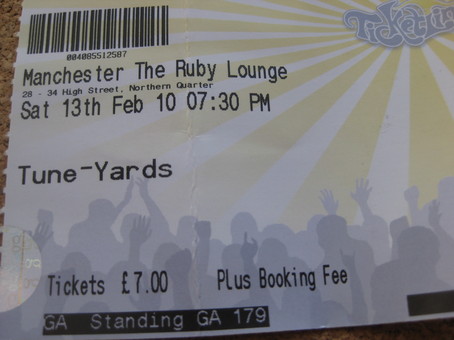 004085512587
Manchester The Ruby Lounge
28 - 34 High Street, Northern Quarter
Sat 13th Feb 10 07:30 PM
Tune-Yards
Tickets £7.00 Plus Booking Fee
GA Standing GA 179